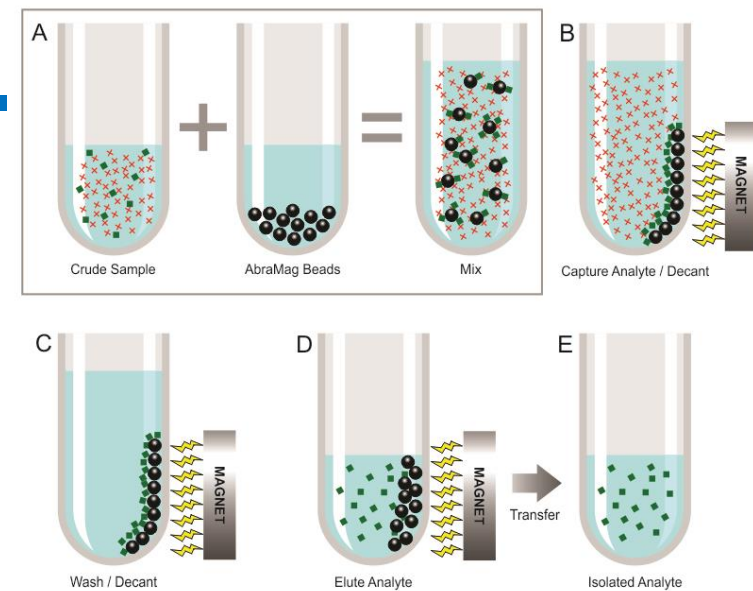 A
B
Crude Sample
AbraMag Beads
Mix
MAGNET
Capture Analyte / Decant
C
D
E
MAGNET
MAGNET
Transfer
Wash / Decant
Elute Analyte
Isolated Analyte